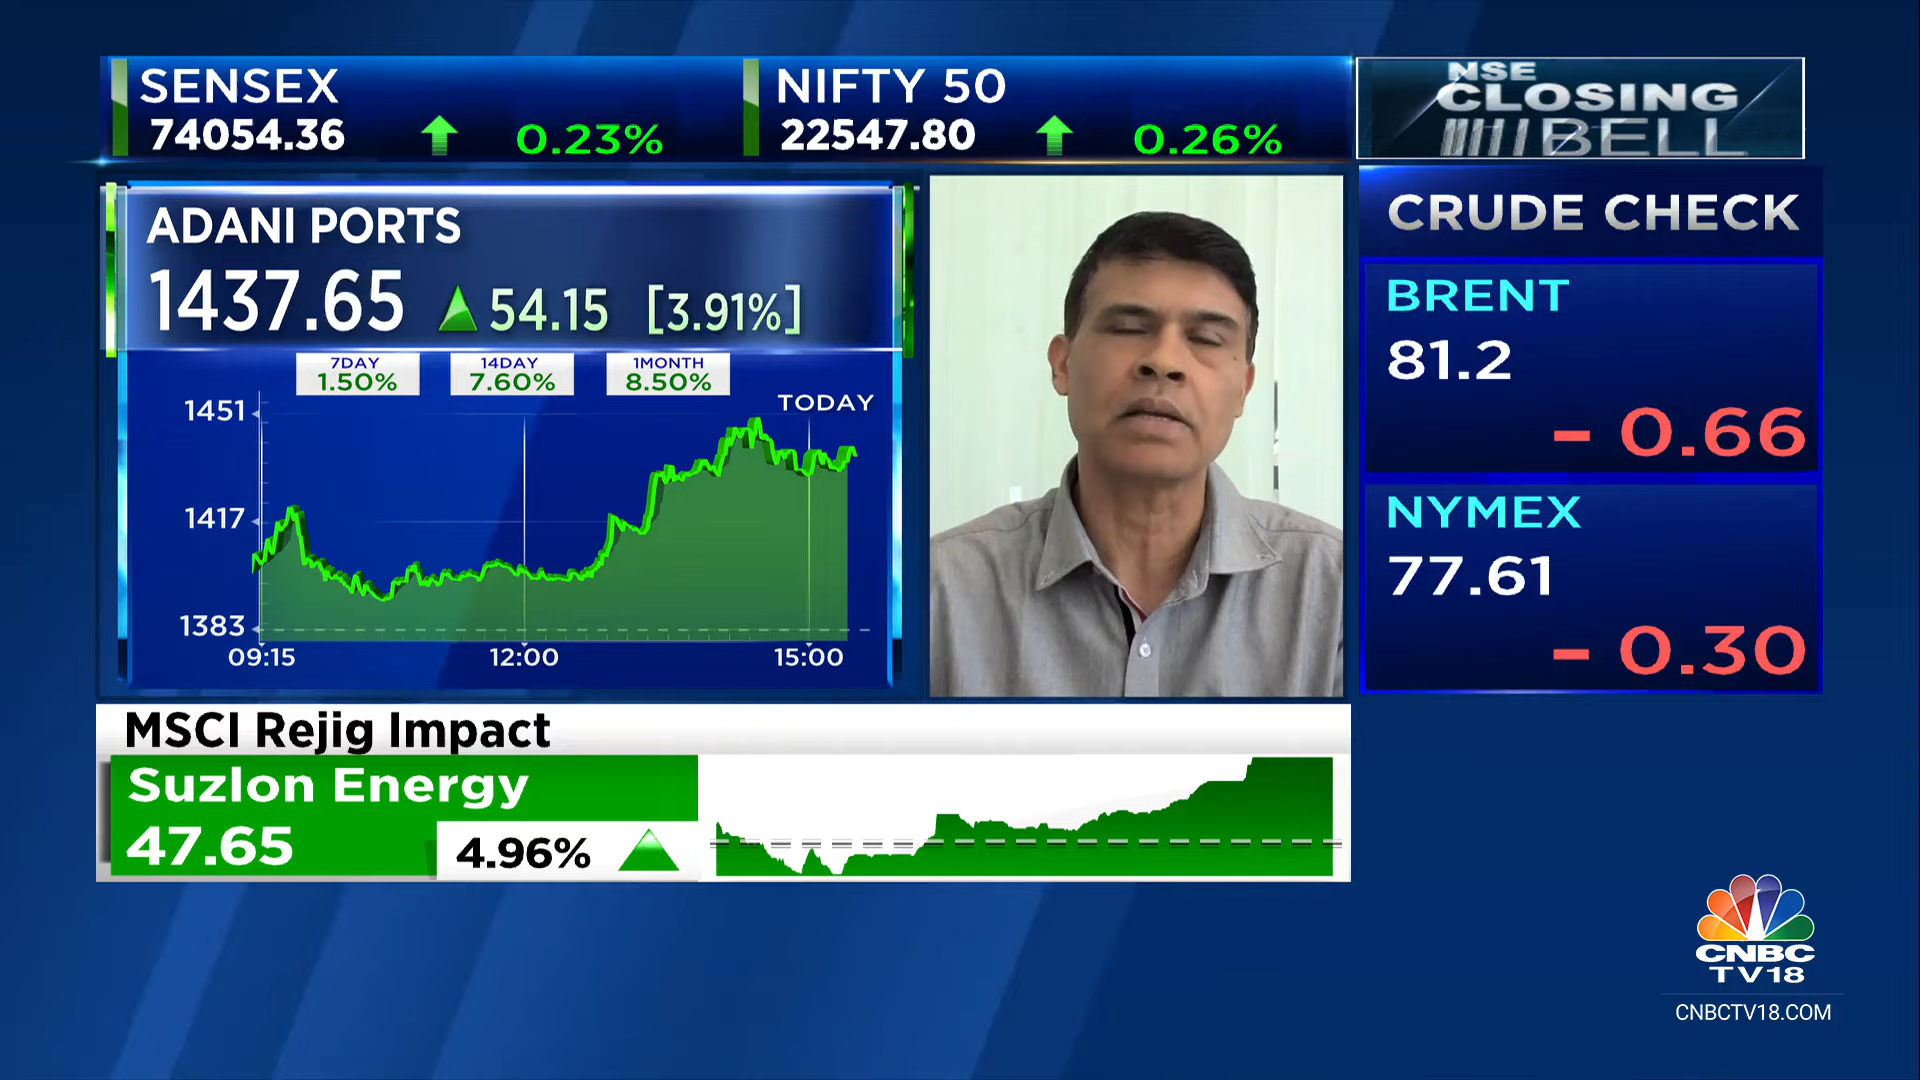 SENSEX
74054.36 0.23%
NIFTY 50
22547.80 0.26%
NSE
CLOSING
BELL
ADANI PORTS
1437.65 54.15 [3.91%]
7DAY
1.50%
14DAY
7.60%
1MONTH
8.50%
TODAY
1451
1417
1383
09:15 12:00 15:00
CRUDE CHECK
BRENT
81.2
- 0.66
NYMEX
77.61
- 0.30
MSCI Rejig Impact
Suzlon Energy
47.65 4.96%
CNBC
TV18
CNBCTV18.COM